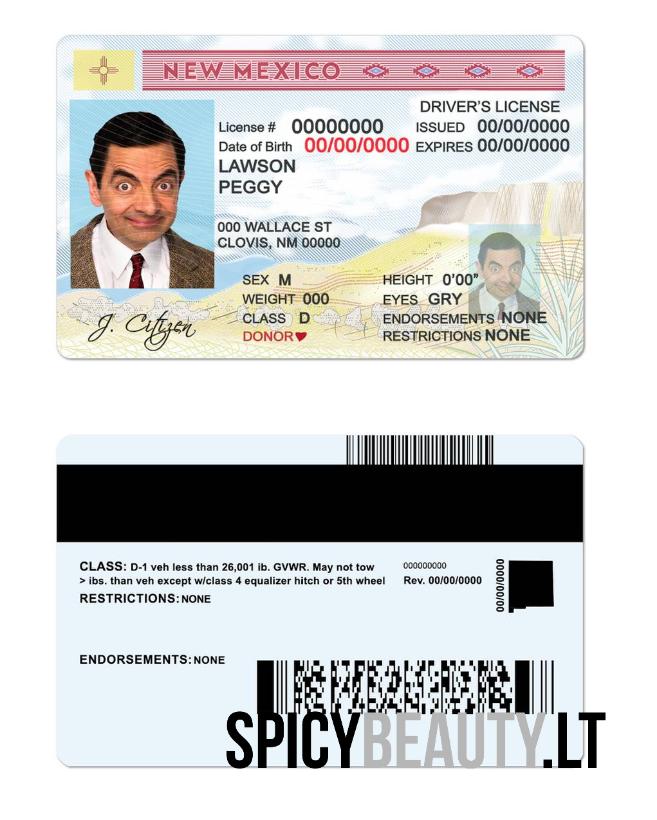 NEW MEXICO
DRIVER'S LICENSE
License # 00000000 ISSUED 00/00/0000
Date of Birth 00/00/0000 EXPIRES 00/00/0000
LAWSON
PEGGY
000 WALLACE ST
CLOVIS, NM 00000
SEX M HEIGHT 0'00"
WEIGHT 000 EYES GRY
CLASS D ENDORSEMENTS NONE
DONOR♥ RESTRICTIONS NONE
J. Citizen
CLASS: D-1 veh less than 26,001 ib. GVWR. May not tow
> ibs. than veh except w/class 4 equalizer hitch or 5th wheel
RESTRICTIONS: NONE
000000000
Rev. 00/00/0000
00/00/0000
ENDORSEMENTS: NONE
SPICYBEAUTY.LT